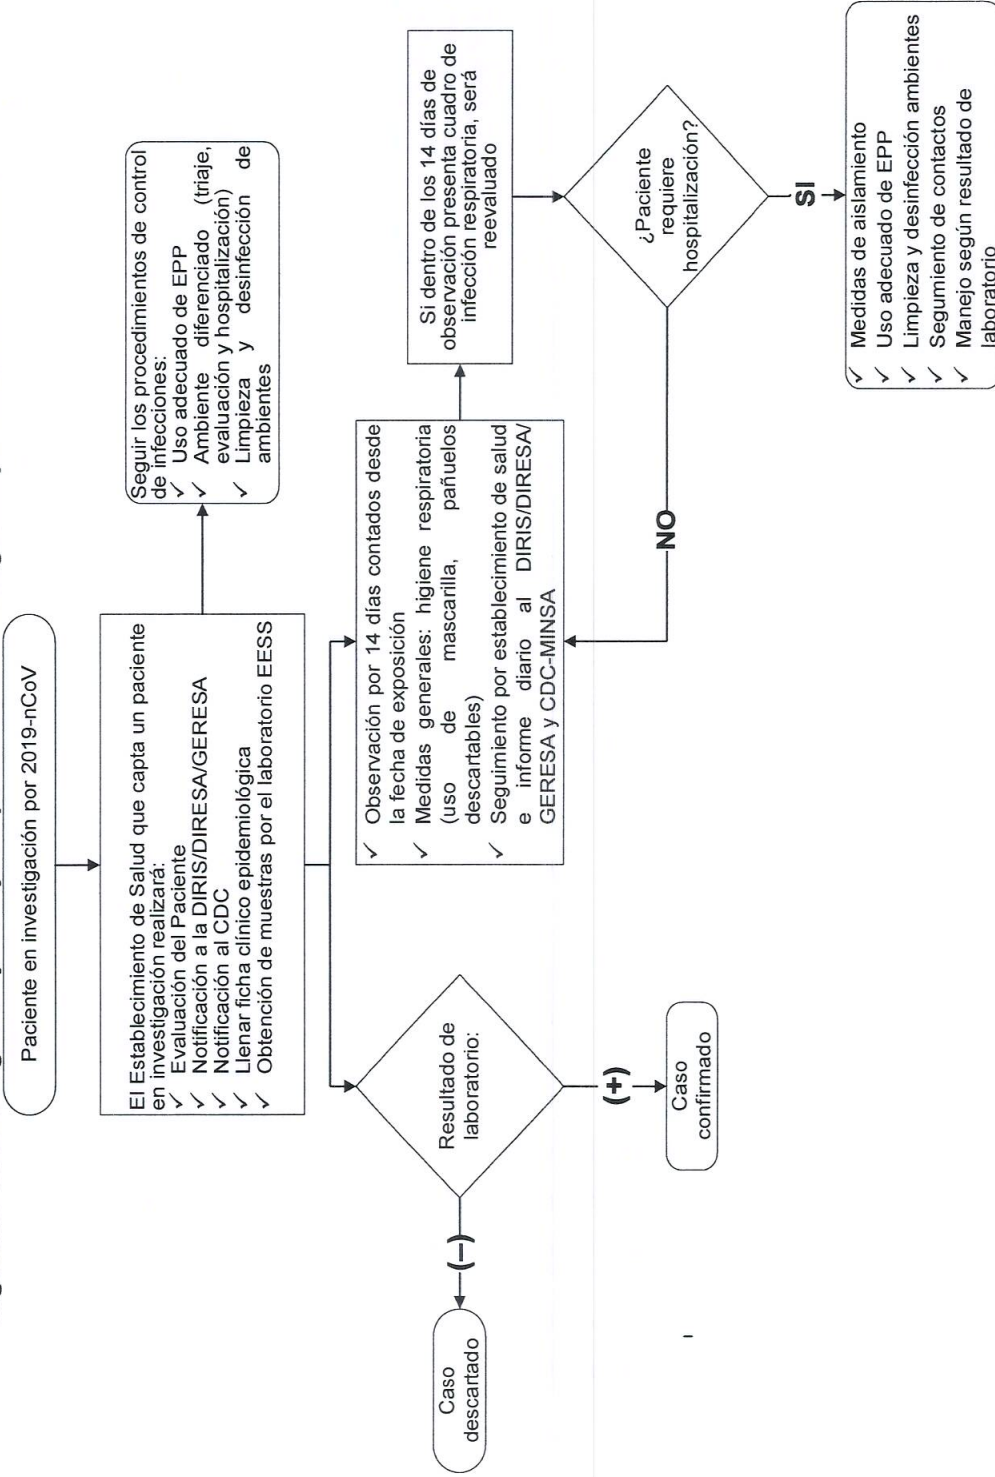 Paciente en investigación por 2019-nCoV
El Establecimiento de Salud que capta un paciente
en investigación realizará:
✓ Evaluación del Paciente
✓ Notificación a la DIRIS/DIRESA/GERESA
✓ Notificación al CDC
✓ Llenar ficha clínico epidemiológica
✓ Obtención de muestras por el laboratorio EESS
Seguir los procedimientos de control
de infecciones:
✓ Uso adecuado de EPP
✓ Ambiente diferenciado (triaje,
evaluación y hospitalización)
✓ Limpieza y desinfección de
ambientes
Resultado de
laboratorio:
(–)
Caso
descartado
(+)
Caso
confirmado
✓ Observación por 14 días contados desde
la fecha de exposición
✓ Medidas generales: higiene respiratoria
(uso de mascarilla, pañuelos
descartables)
✓ Seguimiento por establecimiento de salud
e informe diario al DIRIS/DIRESA/
GERESA y CDC-MINSA
Si dentro de los 14 días de
observación presenta cuadro de
infección respiratoria, será
reevaluado
¿Paciente
requiere
hospitalización?
NO
SI
✓ Medidas de aislamiento
✓ Uso adecuado de EPP
✓ Limpieza y desinfección ambientes
✓ Segumiento de contactos
✓ Manejo según resultado de
laboratorio